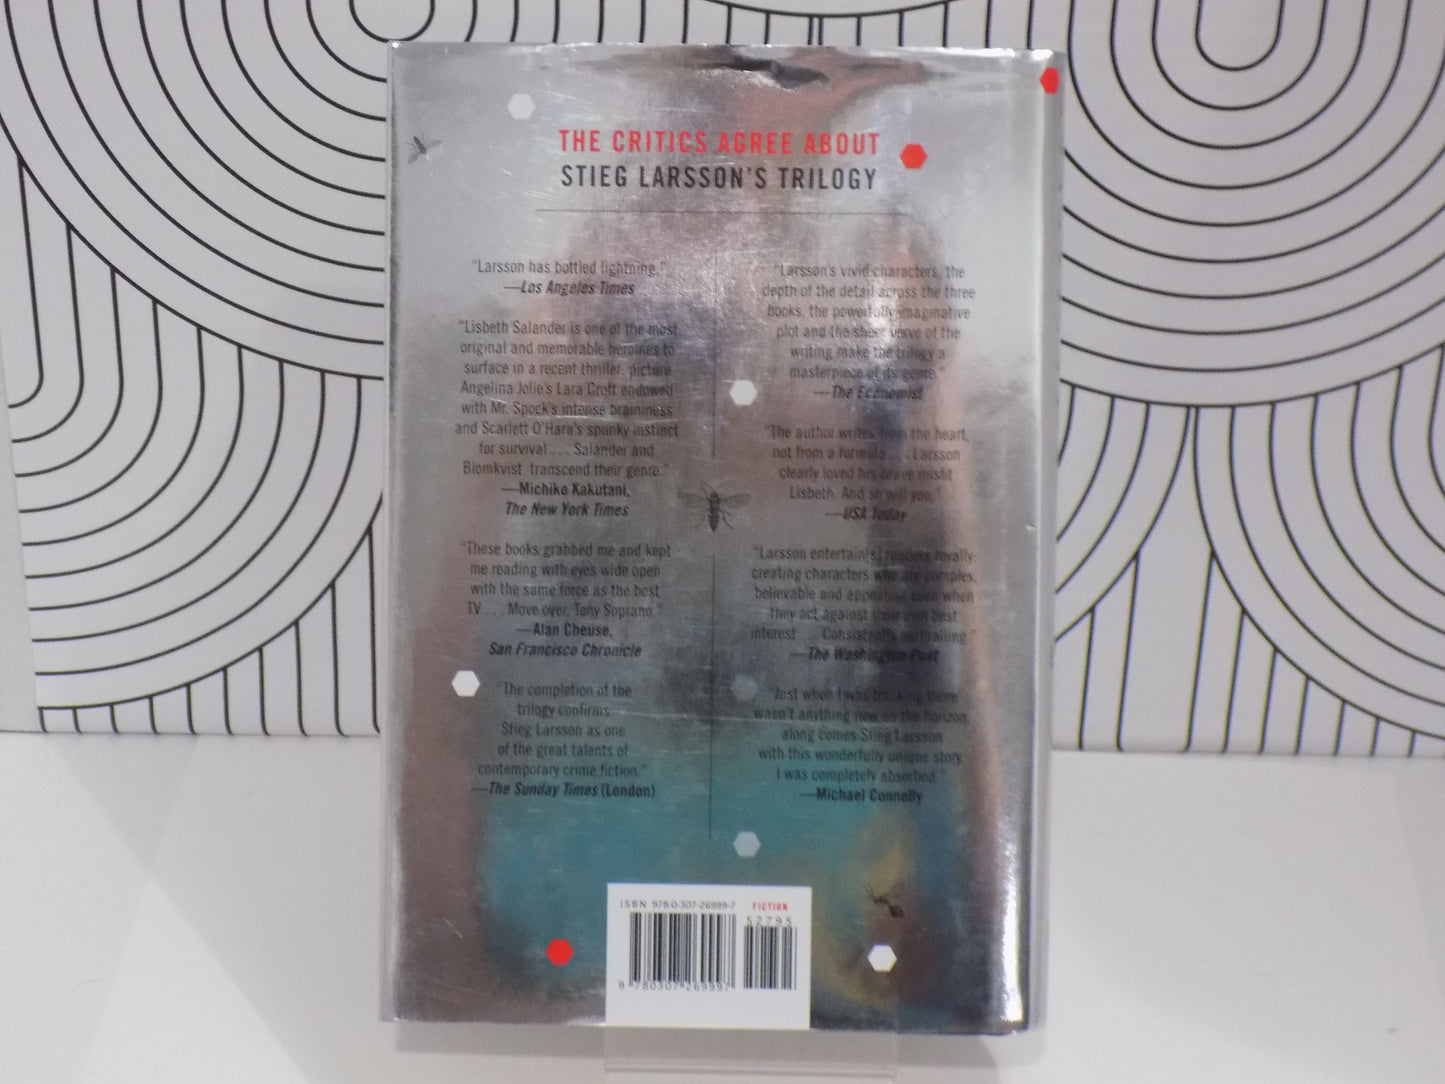 THE CRITICS AGREE ABOUT
STIEG LARSSON'S TRILOGY
“Larsson has bottled lightning.”
—Los Angeles Times
“Lisbeth Salander is one of the most
original and memorable heroines to
surface in a recent thriller: picture
Angelina Jolie's Lara Croft endowed
with Mr. Spock's intense braininess
and Scarlett O'Hara's spunky instinct
for survival . . . Salander and
Blomkvist transcend their genre.”
—Michiko Kakutani,
The New York Times
“These books grabbed me and kept
me reading with eyes wide open
with the same force as the best
TV . . . Move over, Tony Soprano.”
—Alan Cheuse,
San Francisco Chronicle
“The completion of the
trilogy confirms
Stieg Larsson as one
of the great talents of
contemporary crime fiction.”
—The Sunday Times (London)
“Larsson's vivid characters, the
depth of the detail across the three
books, the powerfully imaginative
plot and the sheer verve of the
writing make the trilogy a
masterpiece of its genre.”
—The Economist
“The author writes from the heart,
not from a formula . . . Larsson
clearly loved his brave misfit
Lisbeth. And so will you.”
—USA Today
“Larsson entertain[s] readers royally,
creating characters who are complex,
believable and appealing even when
they act against their own best
interest . . . Consistently enthralling.”
—The Washington Post
“Just when I was thinking there
wasn't anything new on the horizon,
along comes Stieg Larsson
with this wonderfully unique story.
I was completely absorbed.”
—Michael Connelly
ISBN 978-0-307-26999-7 FICTION
52795
9 780307 269997